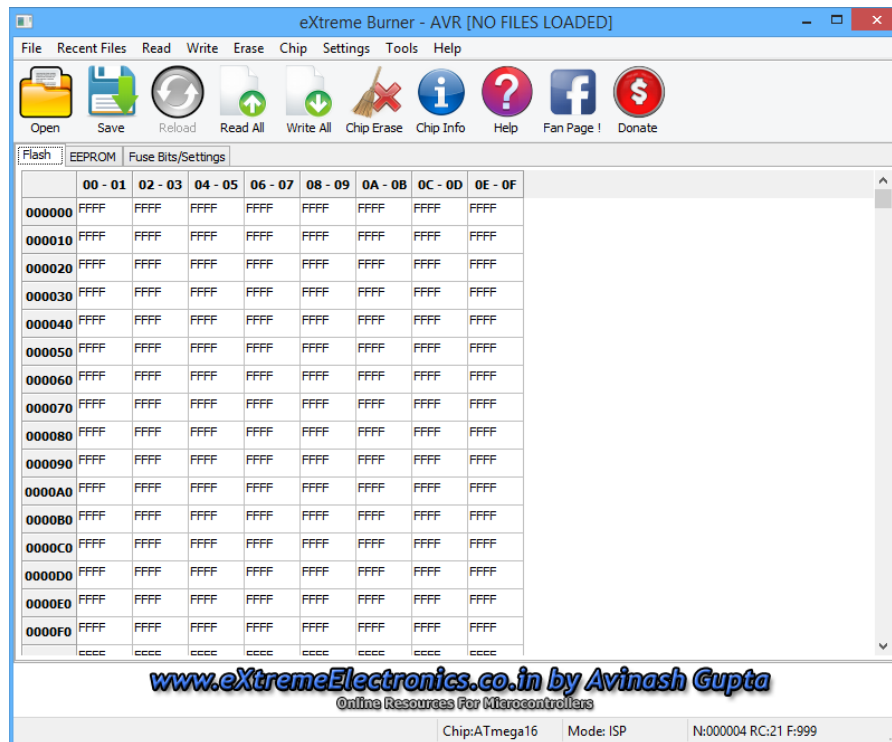 eXtreme Burner - AVR [NO FILES LOADED]
File Recent Files Read Write Erase Chip Settings Tools Help
Open Save Reload Read All Write All Chip Erase Chip Info Help Fan Page ! Donate
Flash EEPROM Fuse Bits/Settings
00 - 01 02 - 03 04 - 05 06 - 07 08 - 09 0A - 0B 0C - 0D 0E - 0F
000000 FFFF FFFF FFFF FFFF FFFF FFFF FFFF FFFF
000010 FFFF FFFF FFFF FFFF FFFF FFFF FFFF FFFF
000020 FFFF FFFF FFFF FFFF FFFF FFFF FFFF FFFF
000030 FFFF FFFF FFFF FFFF FFFF FFFF FFFF FFFF
000040 FFFF FFFF FFFF FFFF FFFF FFFF FFFF FFFF
000050 FFFF FFFF FFFF FFFF FFFF FFFF FFFF FFFF
000060 FFFF FFFF FFFF FFFF FFFF FFFF FFFF FFFF
000070 FFFF FFFF FFFF FFFF FFFF FFFF FFFF FFFF
000080 FFFF FFFF FFFF FFFF FFFF FFFF FFFF FFFF
000090 FFFF FFFF FFFF FFFF FFFF FFFF FFFF FFFF
0000A0 FFFF FFFF FFFF FFFF FFFF FFFF FFFF FFFF
0000B0 FFFF FFFF FFFF FFFF FFFF FFFF FFFF FFFF
0000C0 FFFF FFFF FFFF FFFF FFFF FFFF FFFF FFFF
0000D0 FFFF FFFF FFFF FFFF FFFF FFFF FFFF FFFF
0000E0 FFFF FFFF FFFF FFFF FFFF FFFF FFFF FFFF
0000F0 FFFF FFFF FFFF FFFF FFFF FFFF FFFF FFFF
www.eXtremeElectronics.co.in by Avinash Gupta
Online Resources For Microcontrollers
Chip:ATmega16 Mode: ISP N:000004 RC:21 F:999